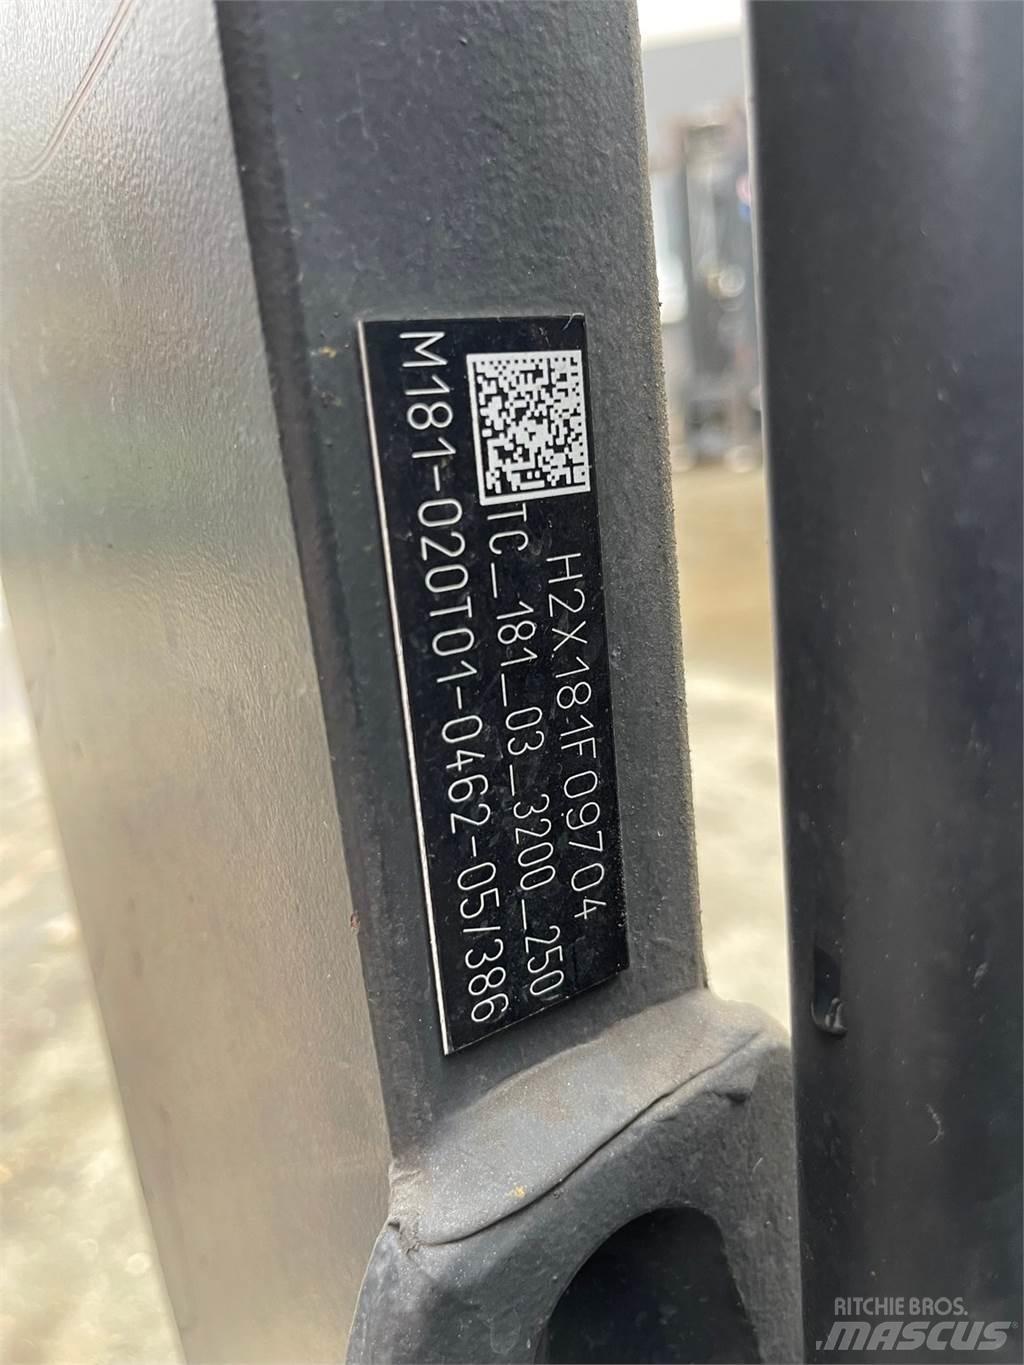 H2X181F09704
TC_181_03_3200_250
M181-020T01-0462-05/386
RITCHIE BROS.
MASCUS